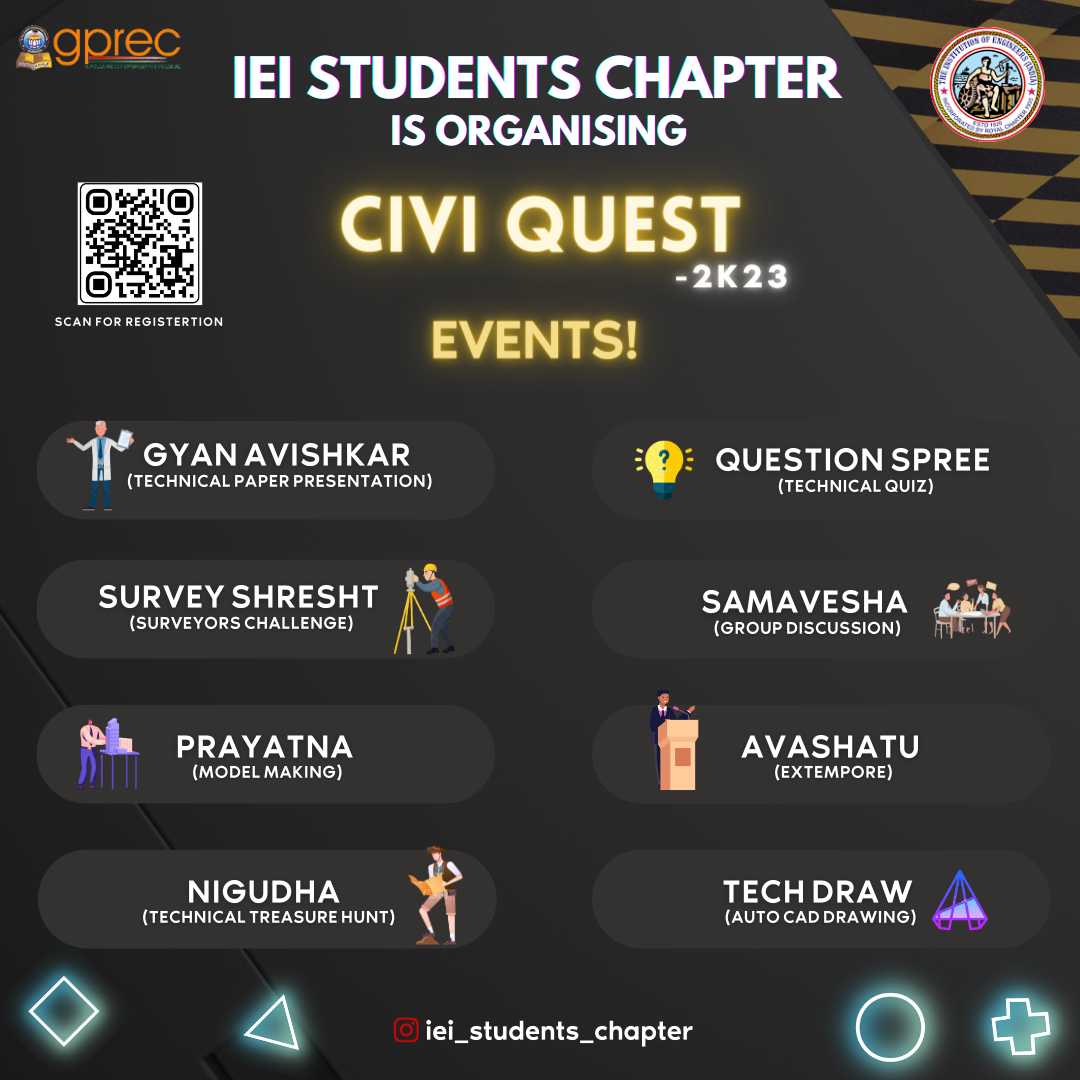 gprec
IEI STUDENTS CHAPTER
IS ORGANISING
THE INSTITUTION OF ENGINEERS (INDIA)
INCORPORATED BY ROYAL CHARTER 1935
ESTD 1920
CIVI QUEST
-2K23
SCAN FOR REGISTERTION
EVENTS!
GYAN AVISHKAR
(TECHNICAL PAPER PRESENTATION)
QUESTION SPREE
(TECHNICAL QUIZ)
SURVEY SHRESHT
(SURVEYORS CHALLENGE)
SAMAVESHA
(GROUP DISCUSSION)
PRAYATNA
(MODEL MAKING)
AVASHATU
(EXTEMPORE)
NIGUDHA
(TECHNICAL TREASURE HUNT)
TECH DRAW
(AUTO CAD DRAWING)
iei_students_chapter